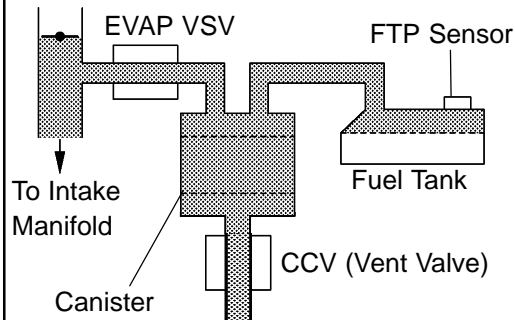 EVAP VSV
FTP Sensor
To Intake
Manifold
Fuel Tank
CCV (Vent Valve)
Canister